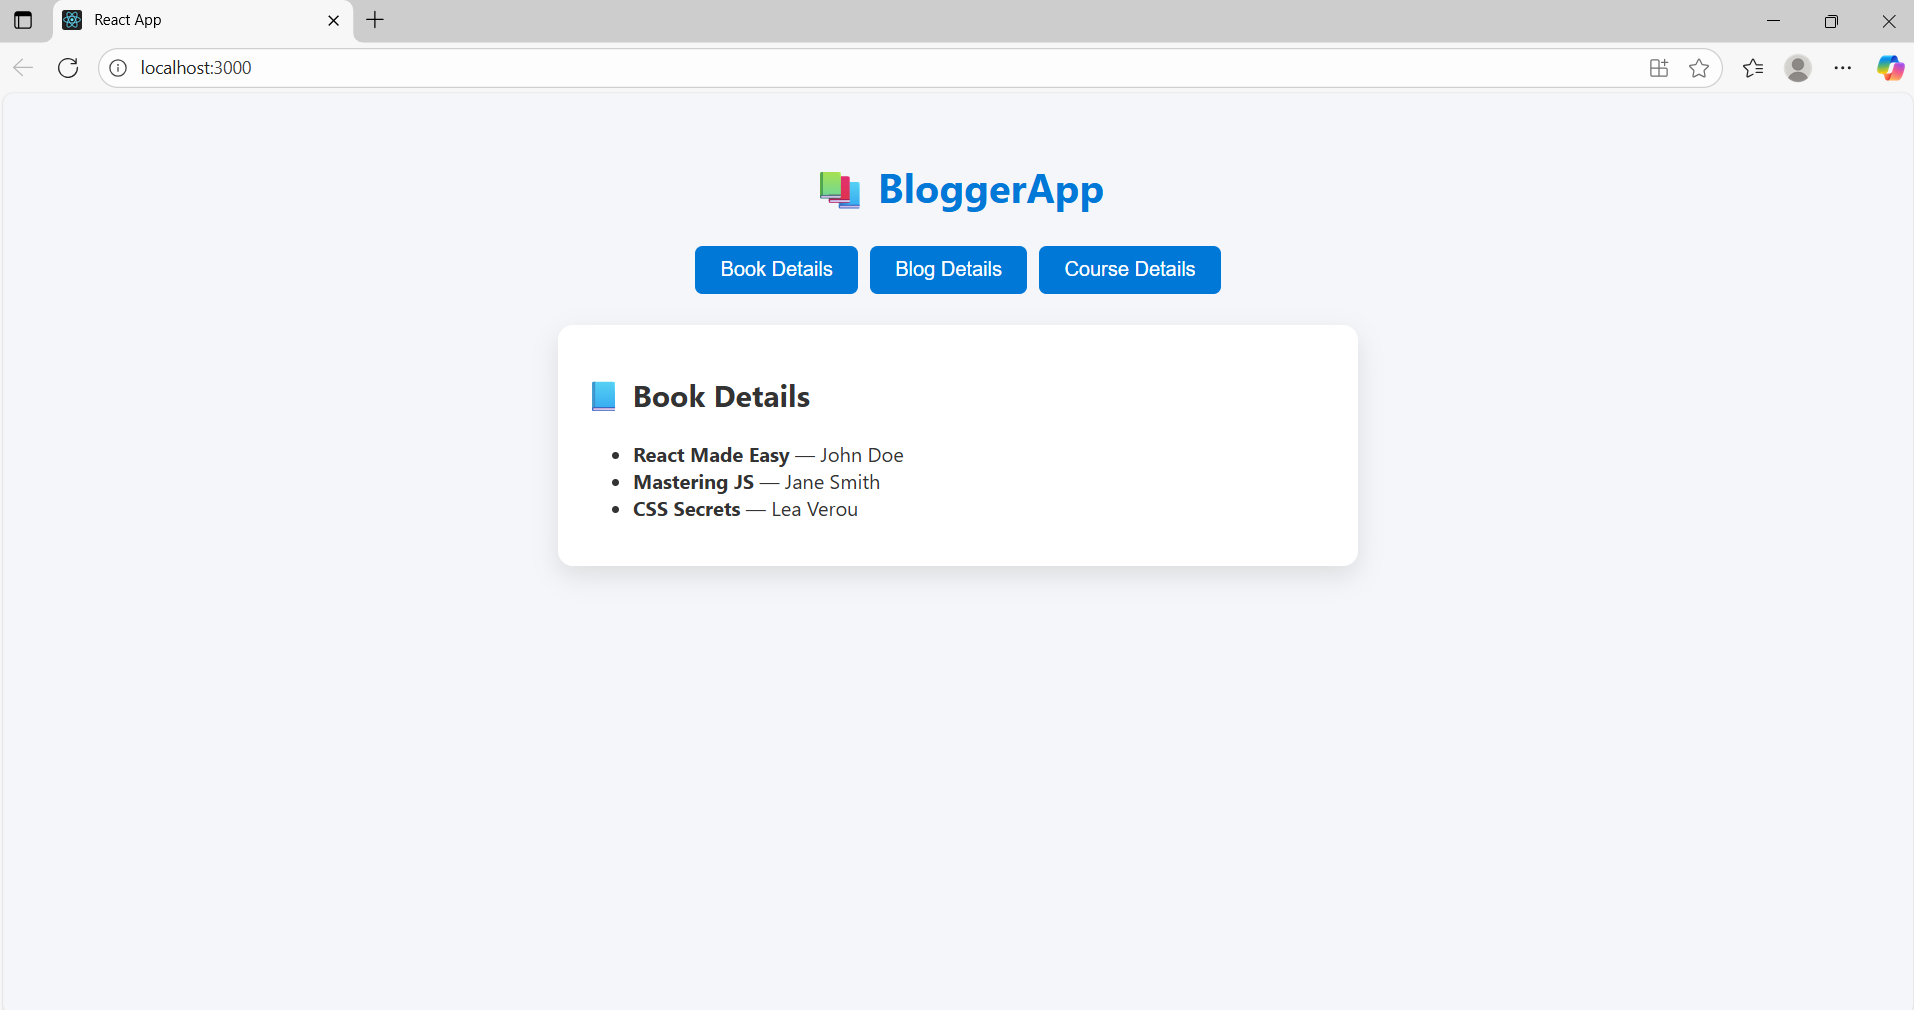 React App
localhost:3000
📚 BloggerApp
Book Details Blog Details Course Details
📘 Book Details
• React Made Easy — John Doe
• Mastering JS — Jane Smith
• CSS Secrets — Lea Verou